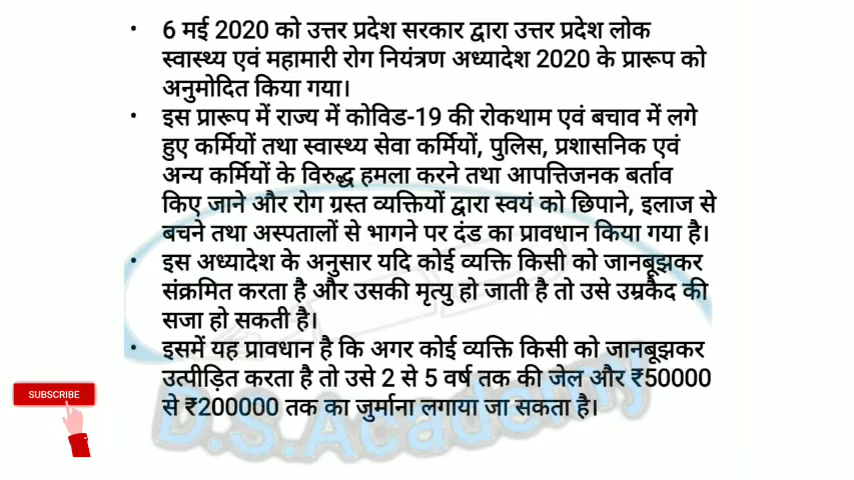 • 6 मई 2020 को उत्तर प्रदेश सरकार द्वारा उत्तर प्रदेश लोक
स्वास्थ्य एवं महामारी रोग नियंत्रण अध्यादेश 2020 के प्रारूप को
अनुमोदित किया गया।
• इस प्रारूप में राज्य में कोविड-19 की रोकथाम एवं बचाव में लगे
हुए कर्मियों तथा स्वास्थ्य सेवा कर्मियों, पुलिस, प्रशासनिक एवं
अन्य कर्मियों के विरुद्ध हमला करने तथा आपत्तिजनक बर्ताव
किए जाने और रोग ग्रस्त व्यक्तियों द्वारा स्वयं को छिपाने, इलाज से
बचने तथा अस्पतालों से भागने पर दंड का प्रावधान किया गया है।
• इस अध्यादेश के अनुसार यदि कोई व्यक्ति किसी को जानबूझकर
संक्रमित करता है और उसकी मृत्यु हो जाती है तो उसे उम्रकैद की
सजा हो सकती है।
• इसमें यह प्रावधान है कि अगर कोई व्यक्ति किसी को जानबूझकर
उत्पीड़ित करता है तो उसे 2 से 5 वर्ष तक की जेल और ₹50000
से ₹200000 तक का जुर्माना लगाया जा सकता है।
SUBSCRIBE
D.S.Academy